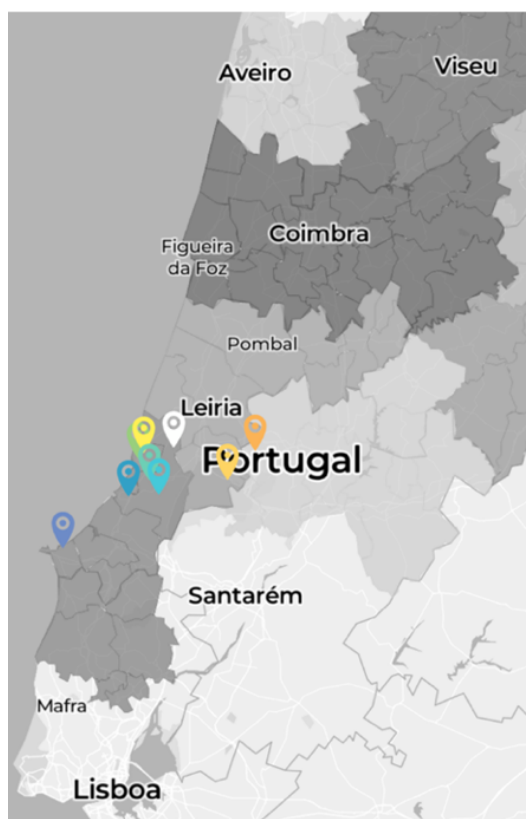 Aveiro
Viseu
Coimbra
Figueira
da Foz
Pombal
Leiria
Portugal
Santarém
Mafra
Lisboa